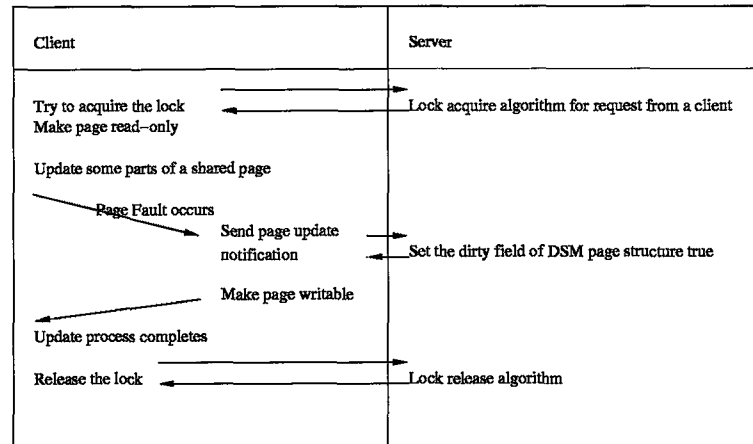 Client
Server
Try to acquire the lock
Lock acquire algorithm for request from a client
Make page read-only
Update some parts of a shared page
Page Fault occurs
Send page update
notification
Set the dirty field of DSM page structure true
Make page writable
Update process completes
Release the lock
Lock release algorithm